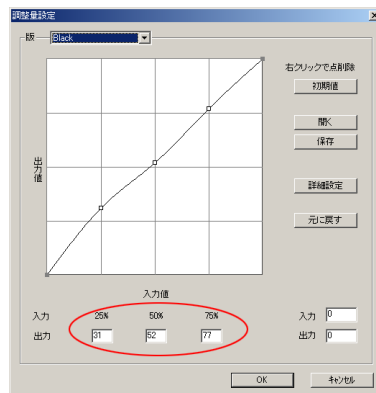 調整量設定
版 Black
右クリックで点削除
初期値
開く
保存
詳細設定
元に戻す
出力値
入力値
入力 25% 50% 75% 入力 0
出力 31 52 77 出力 0
OK キャンセル